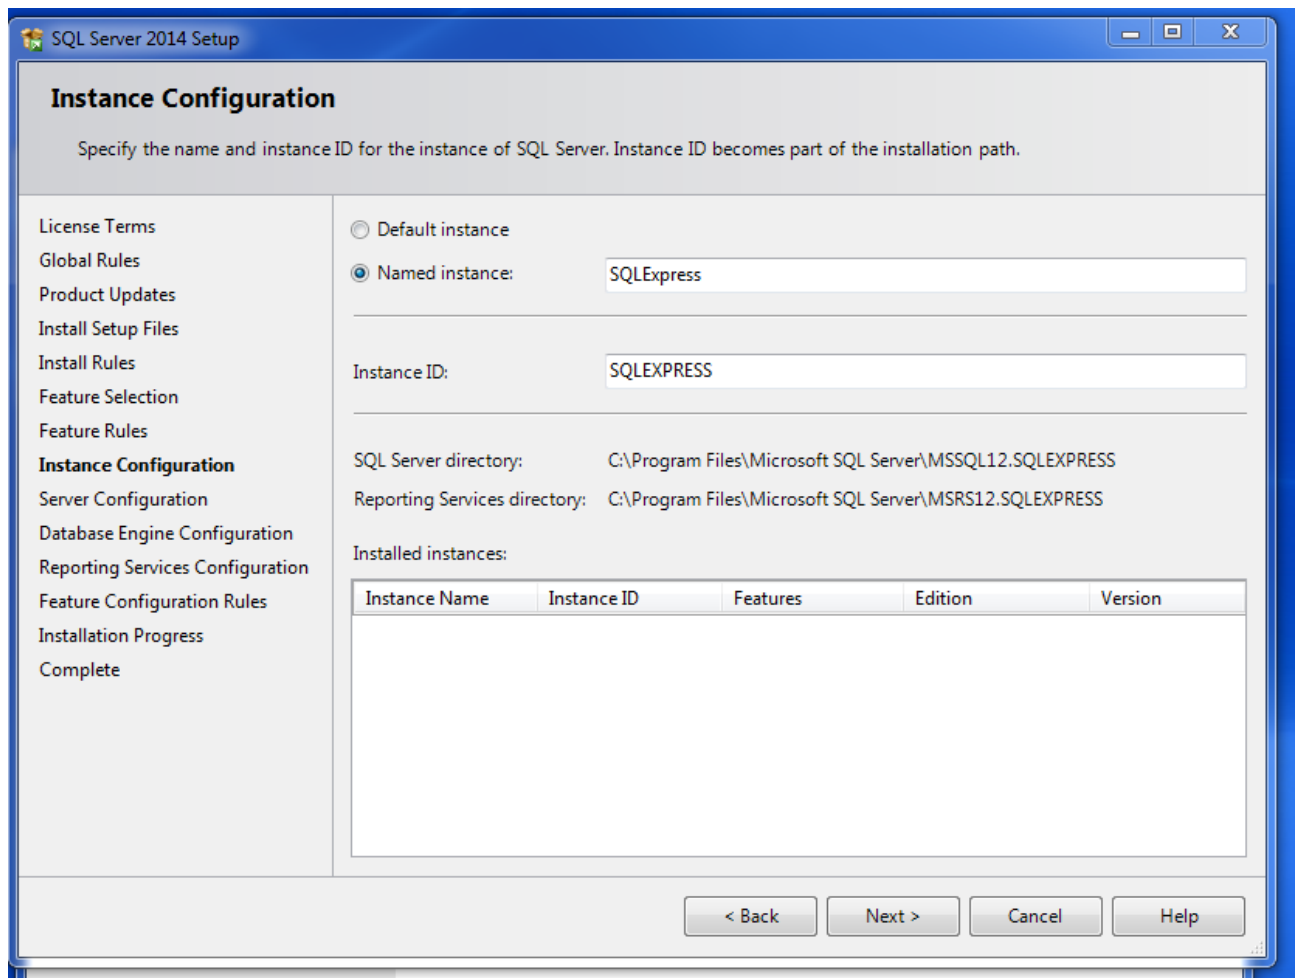 SQL Server 2014 Setup
Instance Configuration
Specify the name and instance ID for the instance of SQL Server. Instance ID becomes part of the installation path.
License Terms
Global Rules
Product Updates
Install Setup Files
Install Rules
Feature Selection
Feature Rules
Instance Configuration
Server Configuration
Database Engine Configuration
Reporting Services Configuration
Feature Configuration Rules
Installation Progress
Complete
Default instance
Named instance: SQLExpress
Instance ID: SQLEXPRESS
SQL Server directory: C:\Program Files\Microsoft SQL Server\MSSQL12.SQLEXPRESS
Reporting Services directory: C:\Program Files\Microsoft SQL Server\MSRS12.SQLEXPRESS
Installed instances:
Instance Name Instance ID Features Edition Version
< Back Next > Cancel Help